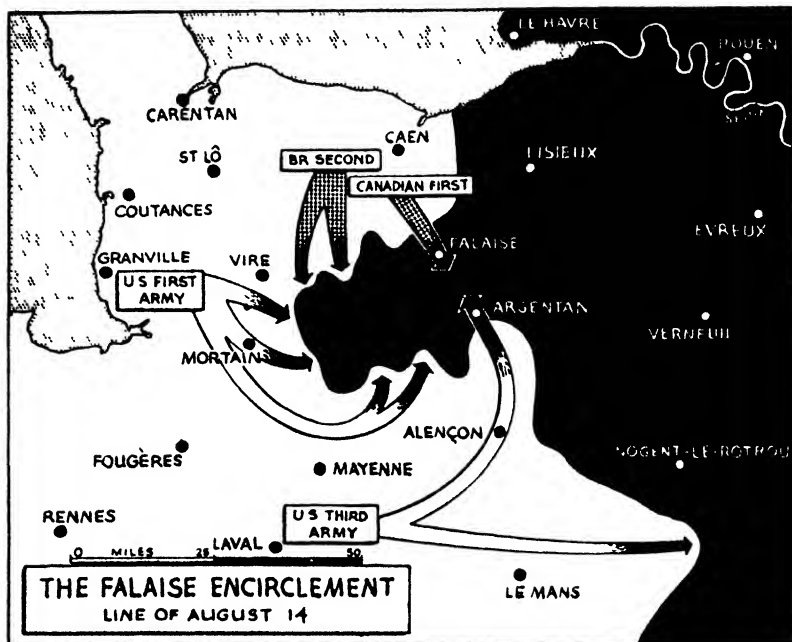 LE HAVRE
ROUEN
CARENTAN
CAEN
ST LÔ
BR SECOND
LISIEUX
CANADIAN FIRST
COUTANCES
EVREUX
FALAISE
GRANVILLE
VIRE
U S FIRST
ARMY
ARGENTAN
VERNEUIL
MORTAIN
ALENÇON
FOUGÈRES
MAYENNE
NOGENT-LE-ROTROU
U S THIRD
ARMY
RENNES
LAVAL
0 MILES 25 50
LE MANS
THE FALAISE ENCIRCLEMENT
LINE OF AUGUST 14